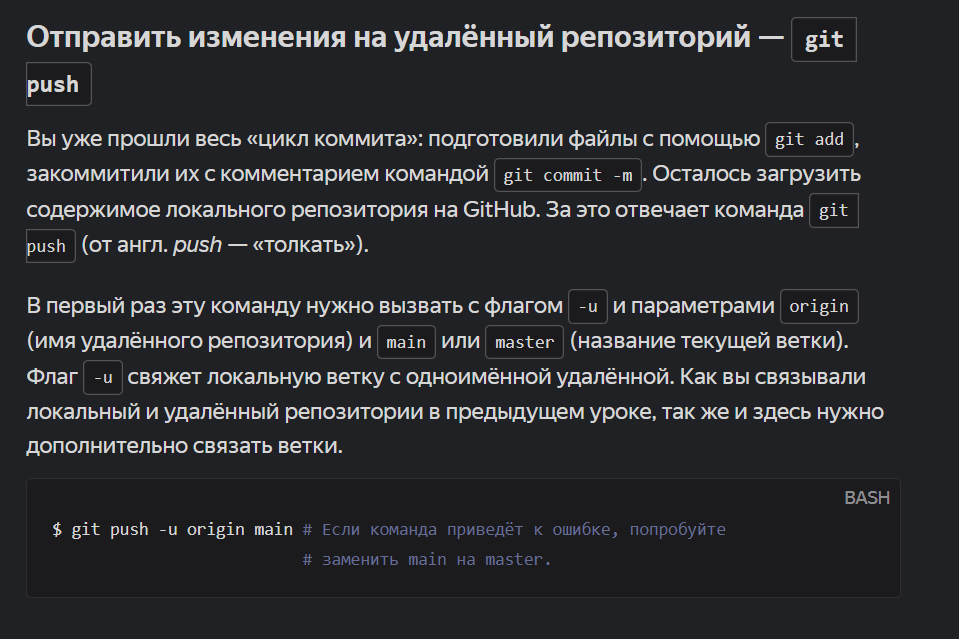 Отправить изменения на удалённый репозиторий — git
push
Вы уже прошли весь «цикл коммита»: подготовили файлы с помощью git add,
закоммитили их с комментарием командой git commit -m. Осталось загрузить
содержимое локального репозитория на GitHub. За это отвечает команда git
push (от англ. push — «толкать»).
В первый раз эту команду нужно вызвать с флагом -u и параметрами origin
(имя удалённого репозитория) и main или master (название текущей ветки).
Флаг -u свяжет локальную ветку с одноимённой удалённой. Как вы связывали
локальный и удалённый репозитории в предыдущем уроке, так же и здесь нужно
дополнительно связать ветки.
BASH
$ git push -u origin main # Если команда приведёт к ошибке, попробуйте
# заменить main на master.